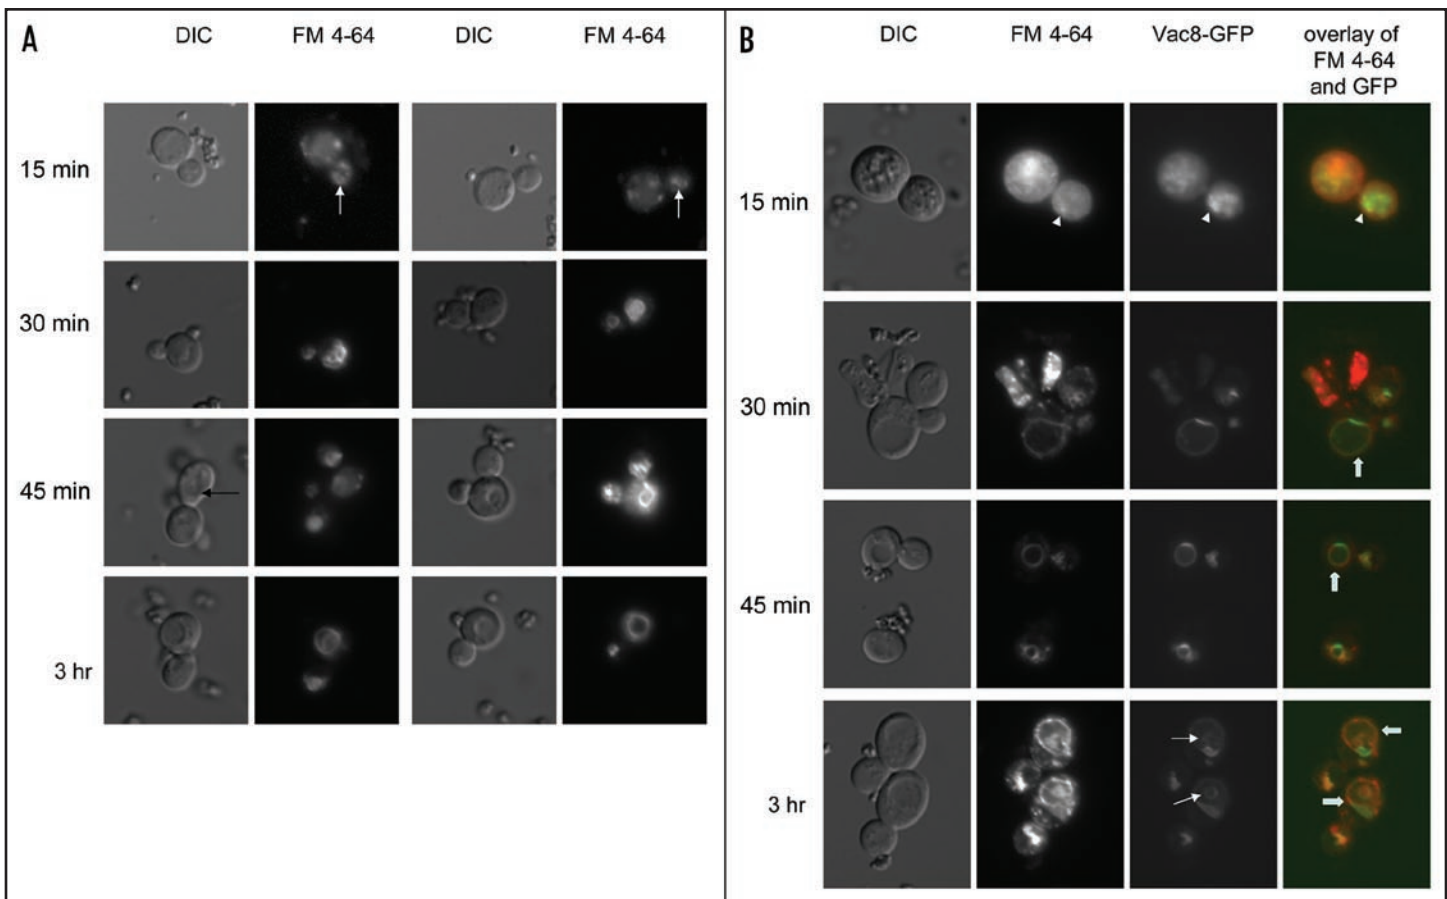 A
DIC
FM 4-64
DIC
FM 4-64
15 min
30 min
45 min
3 hr
B
DIC
FM 4-64
Vac8-GFP
overlay of
FM 4-64
and GFP
15 min
30 min
45 min
3 hr